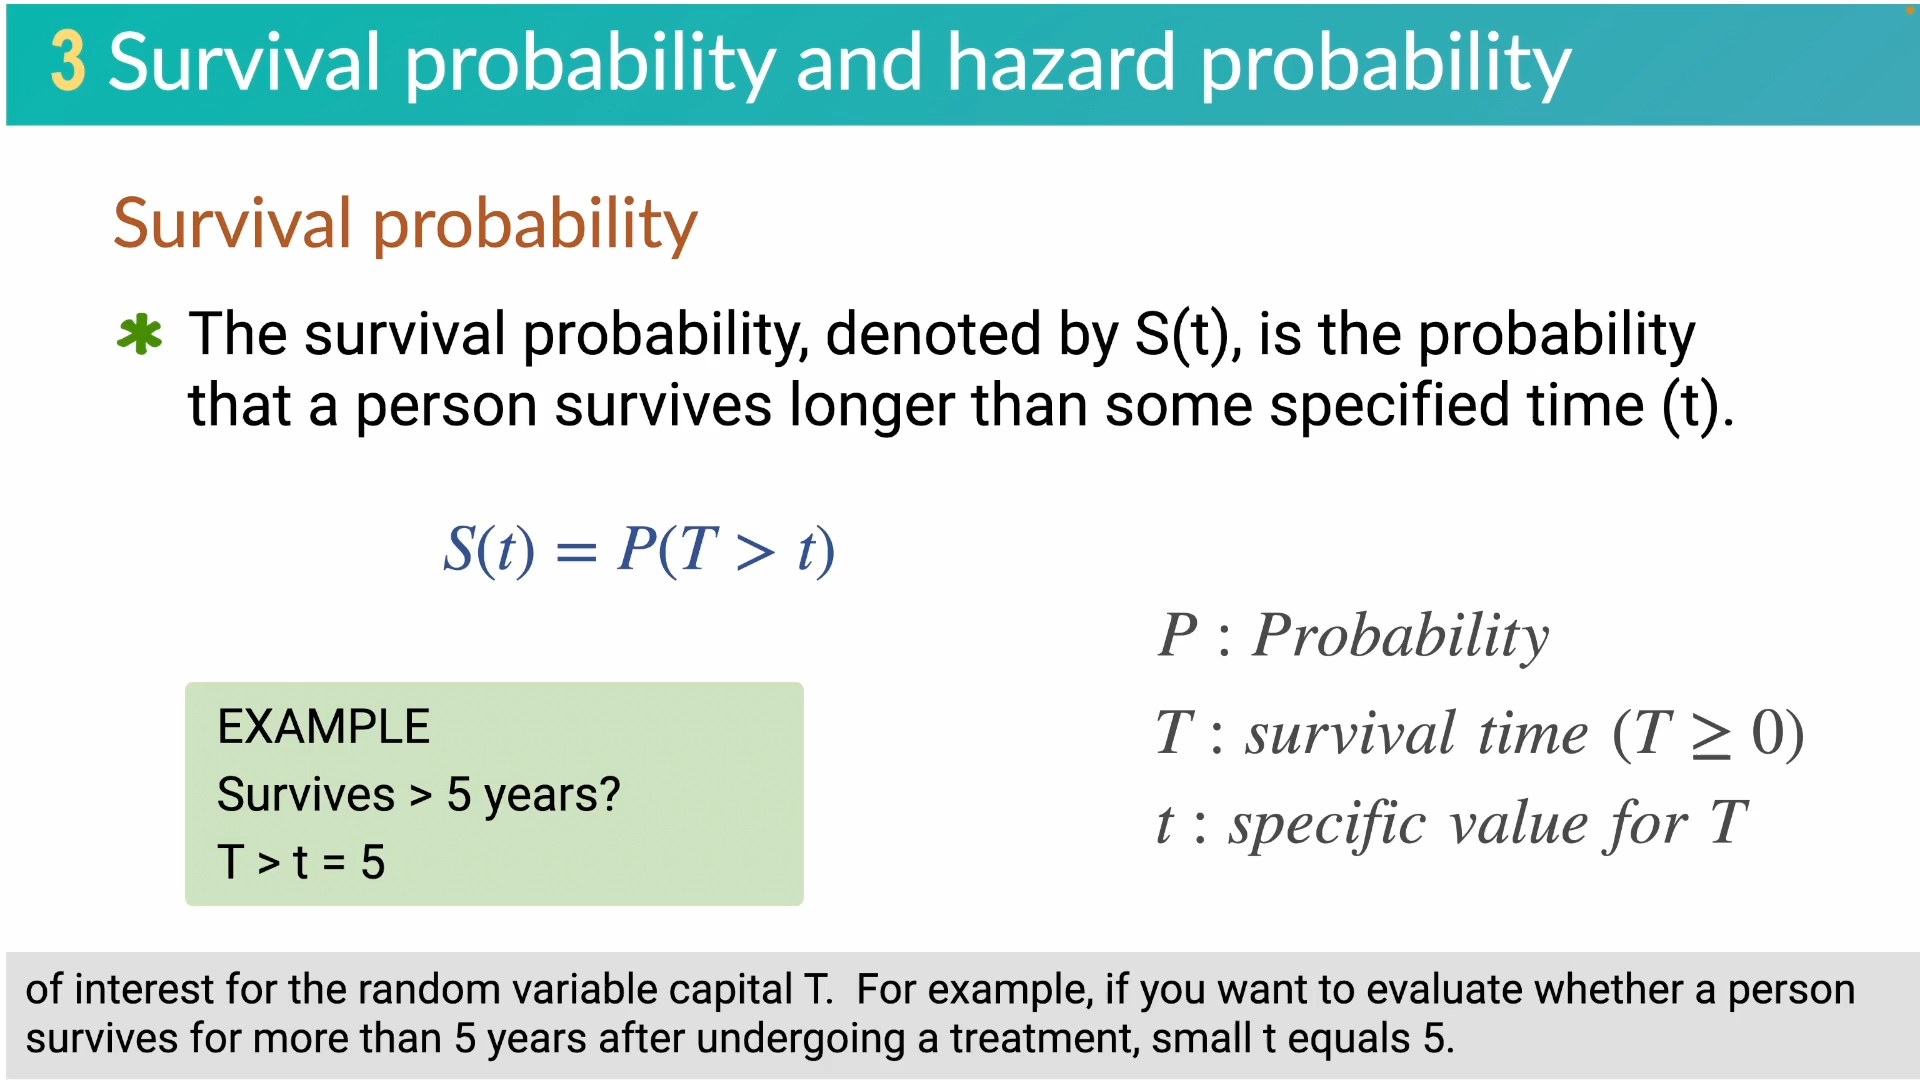 3 Survival probability and hazard probability
Survival probability
✱ The survival probability, denoted by S(t), is the probability
that a person survives longer than some specified time (t).
S(t) = P(T > t)
P : Probability
T : survival time (T ≥ 0)
t : specific value for T
EXAMPLE
Survives > 5 years?
T > t = 5
of interest for the random variable capital T. For example, if you want to evaluate whether a person
survives for more than 5 years after undergoing a treatment, small t equals 5.